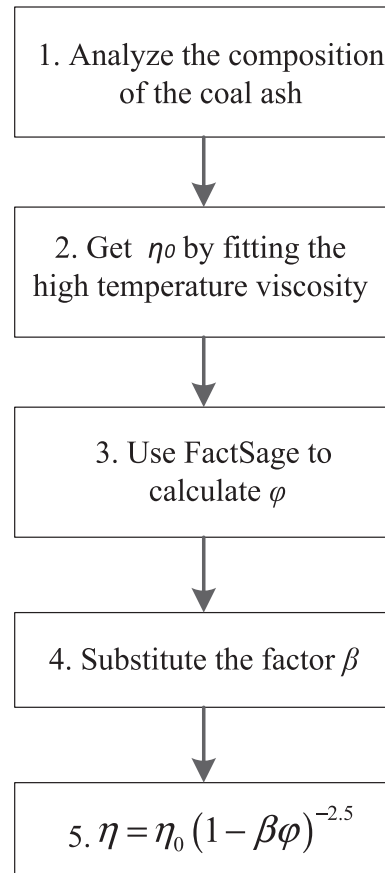 1. Analyze the composition
of the coal ash
2. Get η0 by fitting the
high temperature viscosity
3. Use FactSage to
calculate φ
4. Substitute the factor β
5. η = η₀ (1 − βφ)⁻²·⁵